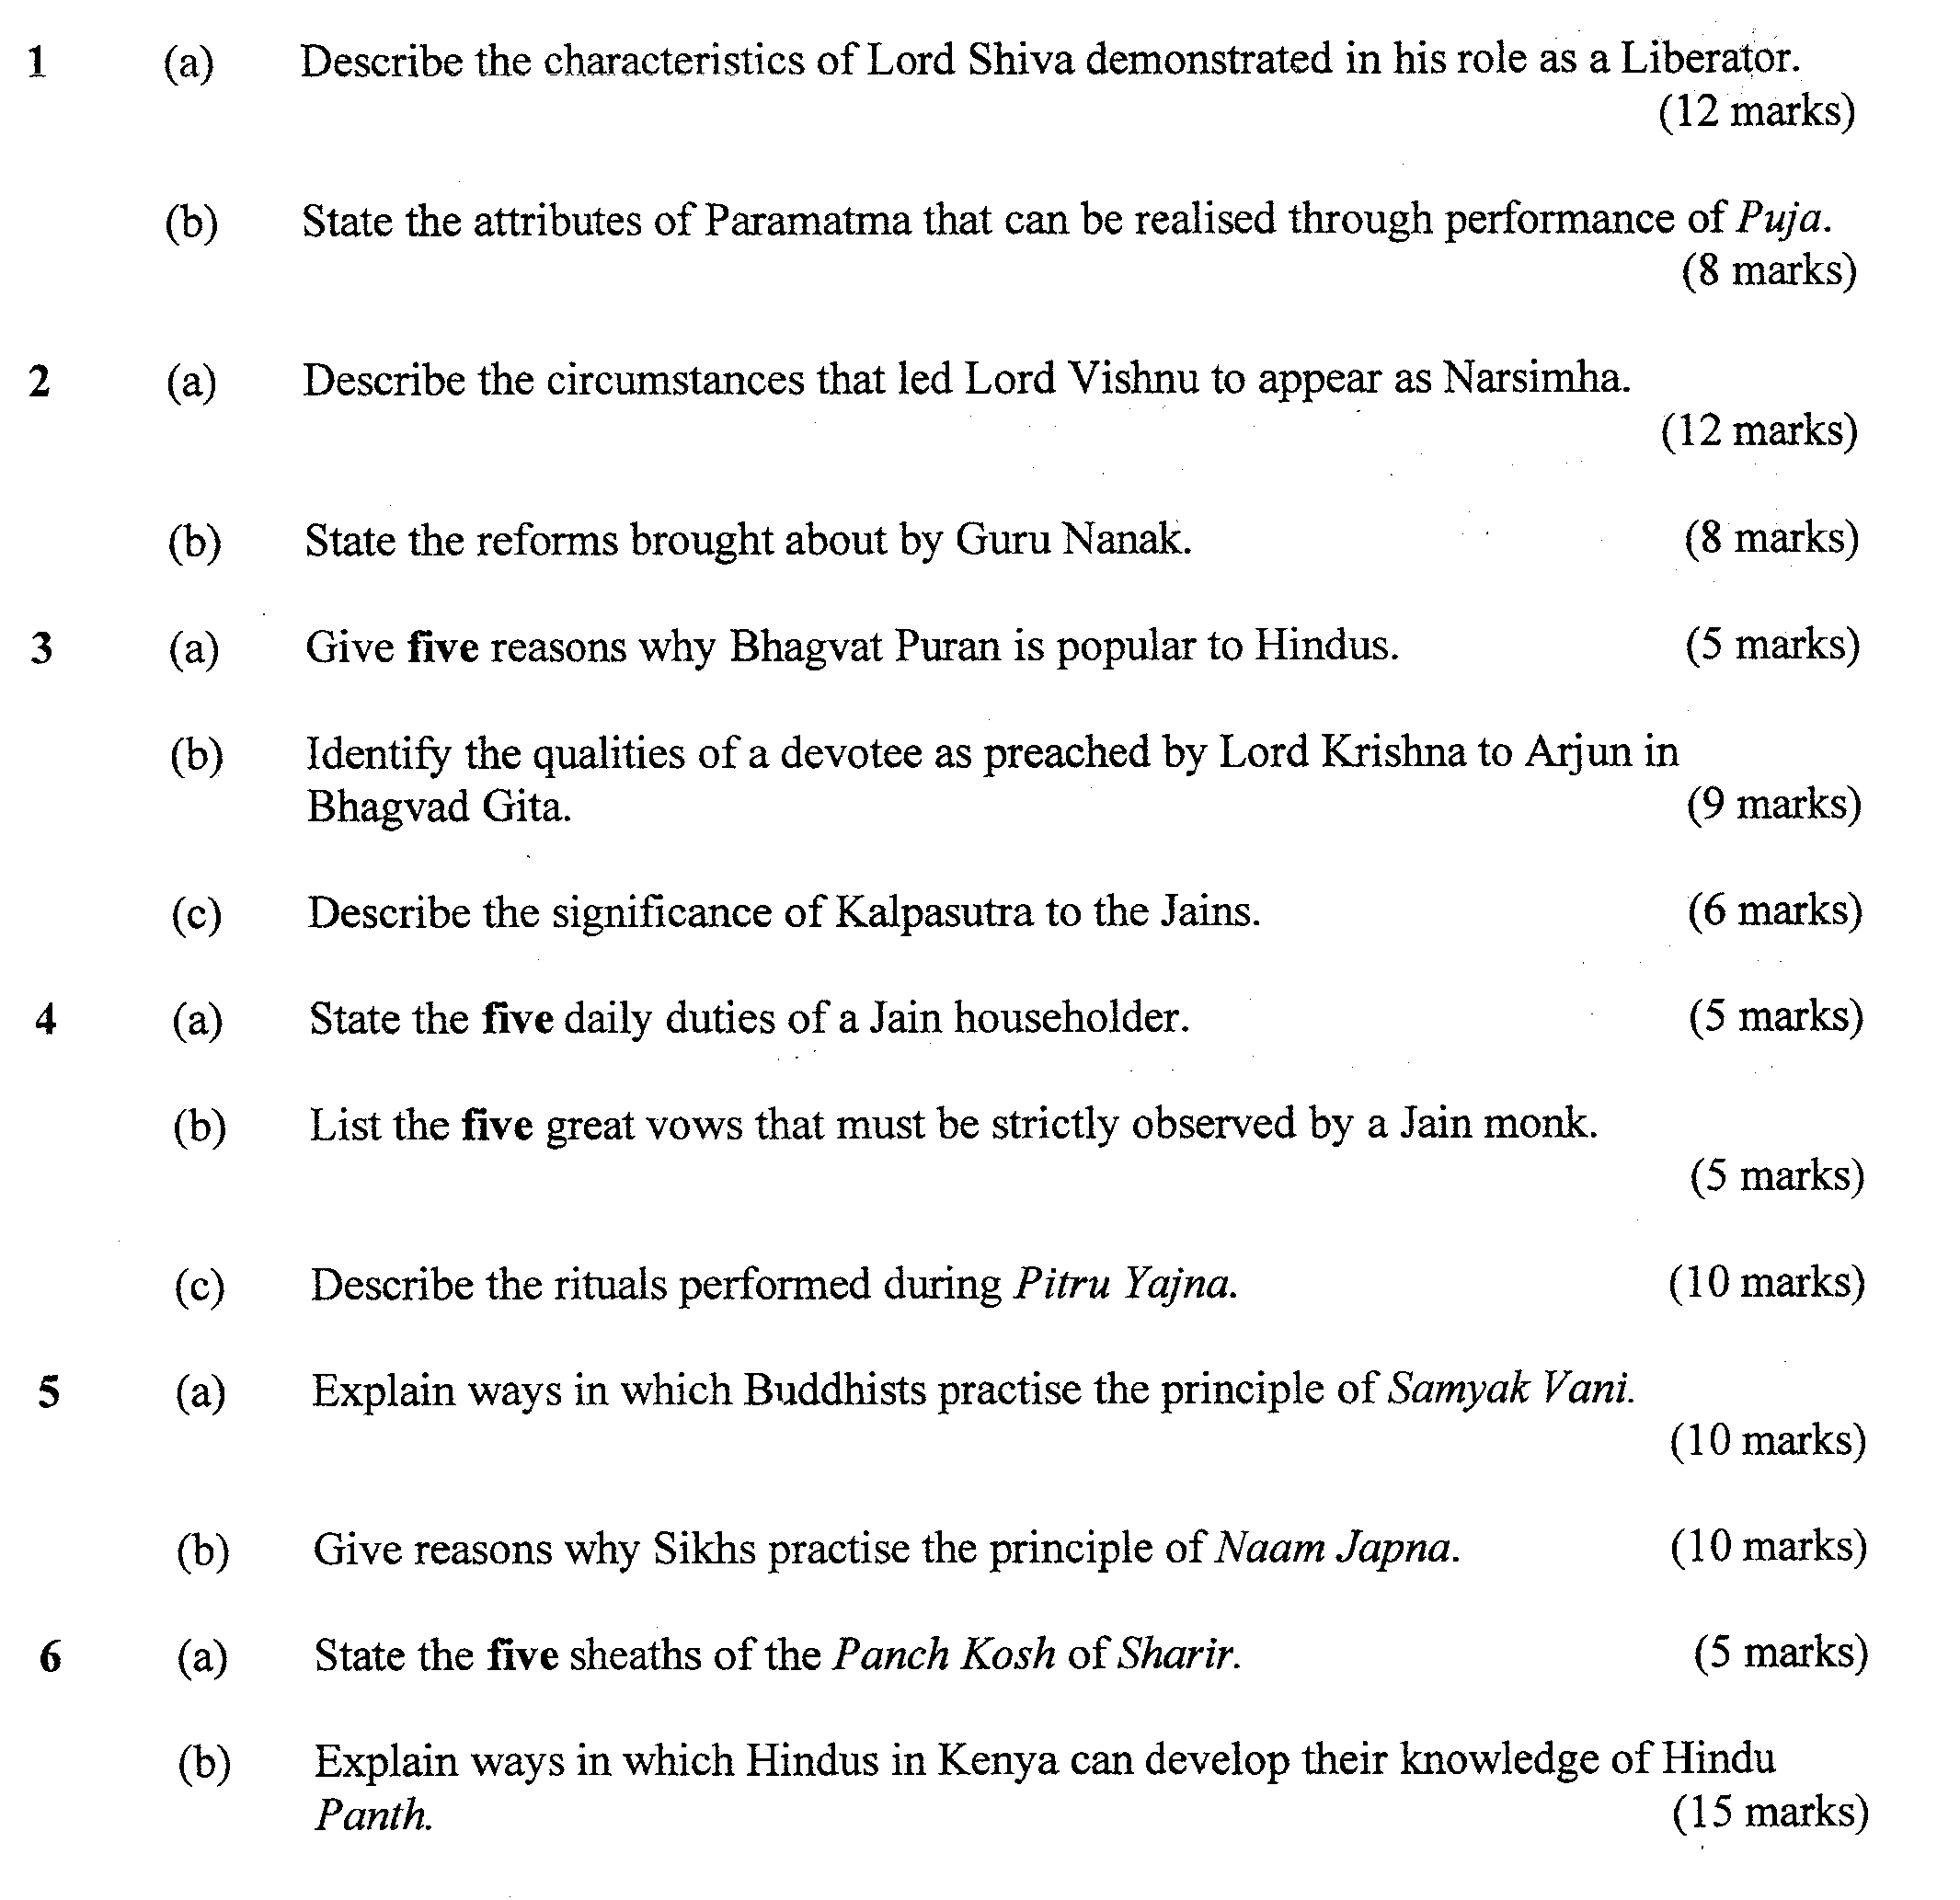 1 (a) Describe the characteristics of Lord Shiva demonstrated in his role as a Liberator.
(12 marks)
(b) State the attributes of Paramatma that can be realised through performance of Puja.
(8 marks)
2 (a) Describe the circumstances that led Lord Vishnu to appear as Narsimha.
(12 marks)
(b) State the reforms brought about by Guru Nanak. (8 marks)
3 (a) Give five reasons why Bhagvat Puran is popular to Hindus. (5 marks)
(b) Identify the qualities of a devotee as preached by Lord Krishna to Arjun in
Bhagvad Gita. (9 marks)
(c) Describe the significance of Kalpasutra to the Jains. (6 marks)
4 (a) State the five daily duties of a Jain householder. (5 marks)
(b) List the five great vows that must be strictly observed by a Jain monk.
(5 marks)
(c) Describe the rituals performed during Pitru Yajna. (10 marks)
5 (a) Explain ways in which Buddhists practise the principle of Samyak Vani.
(10 marks)
(b) Give reasons why Sikhs practise the principle of Naam Japna. (10 marks)
6 (a) State the five sheaths of the Panch Kosh of Sharir. (5 marks)
(b) Explain ways in which Hindus in Kenya can develop their knowledge of Hindu
Panth. (15 marks)